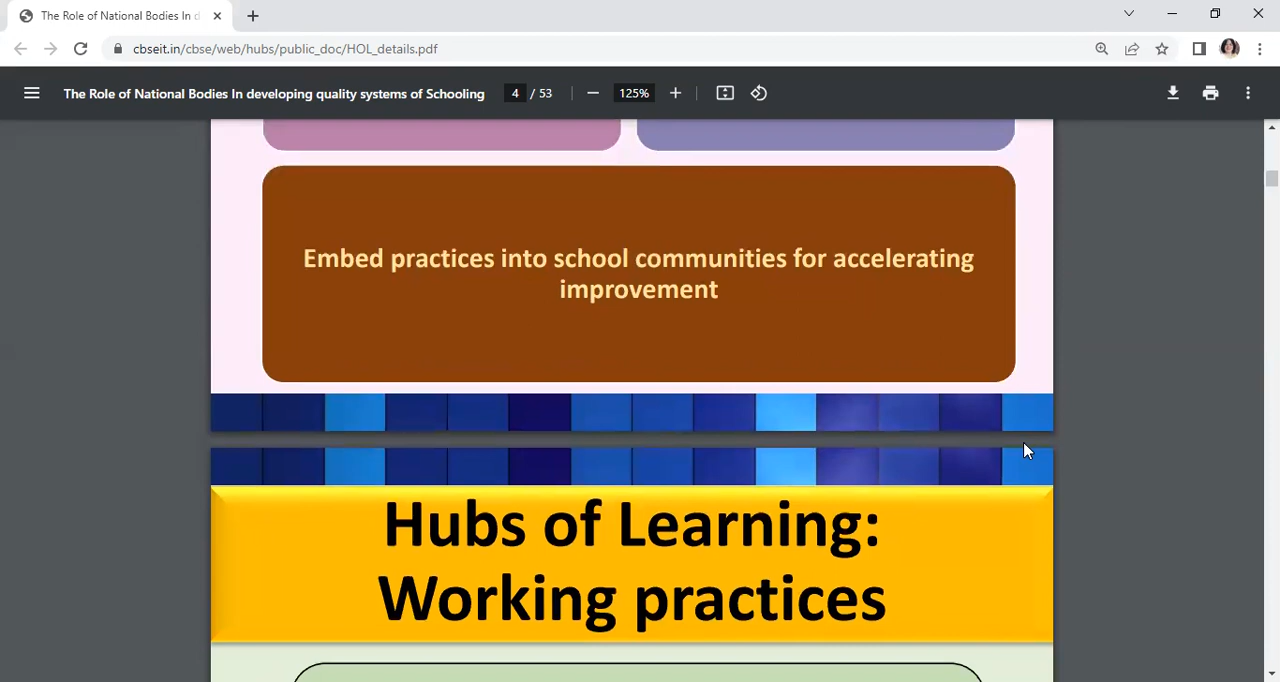 The Role of National Bodies In d
cbseit.in/cbse/web/hubs/public_doc/HOL_details.pdf
The Role of National Bodies In developing quality systems of Schooling
4 / 53
125%
Embed practices into school communities for accelerating
improvement
Hubs of Learning:
Working practices